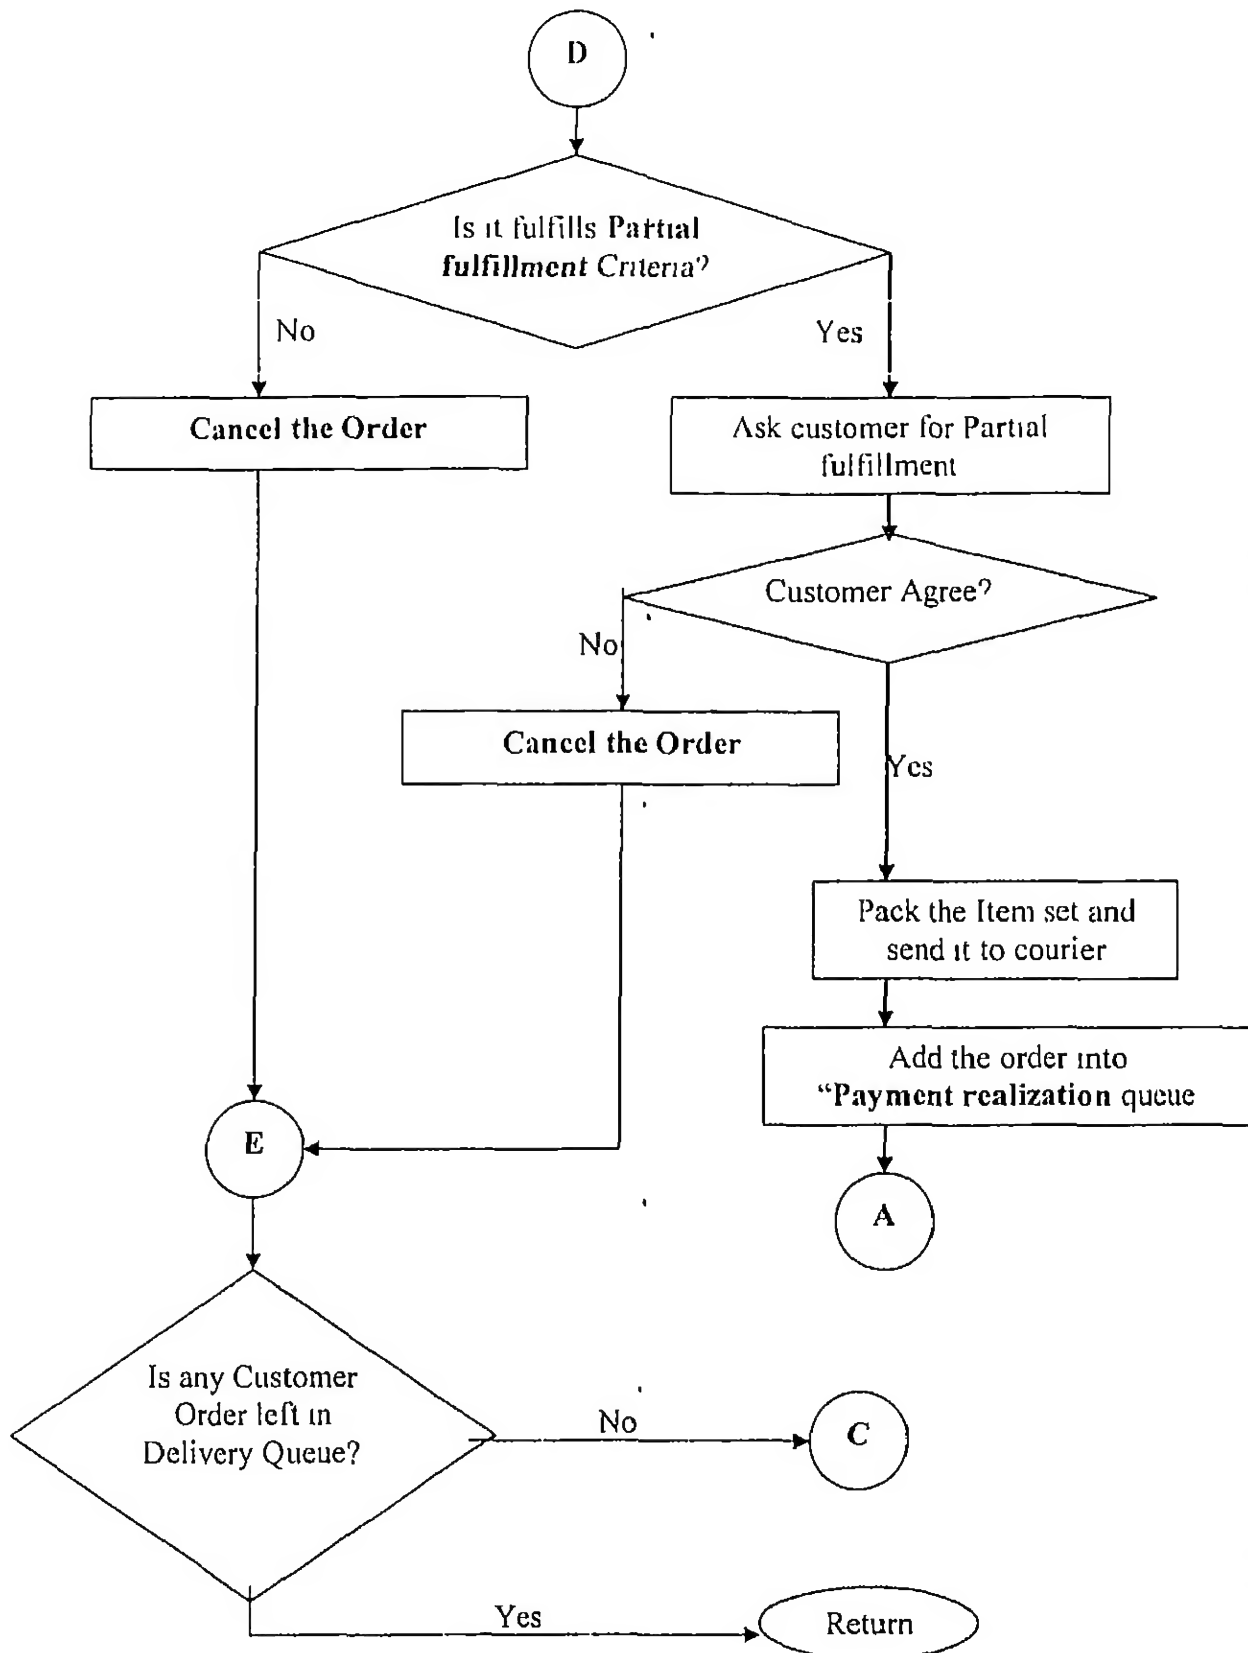 D
Is it fulfills Partial
fulfillment Criteria?
No
Yes
Cancel the Order
Ask customer for Partial
fulfillment
Customer Agree?
No
Cancel the Order
Yes
Pack the Item set and
send it to courier
Add the order into
“Payment realization queue
E
A
Is any Customer
Order left in
Delivery Queue?
No
C
Yes
Return